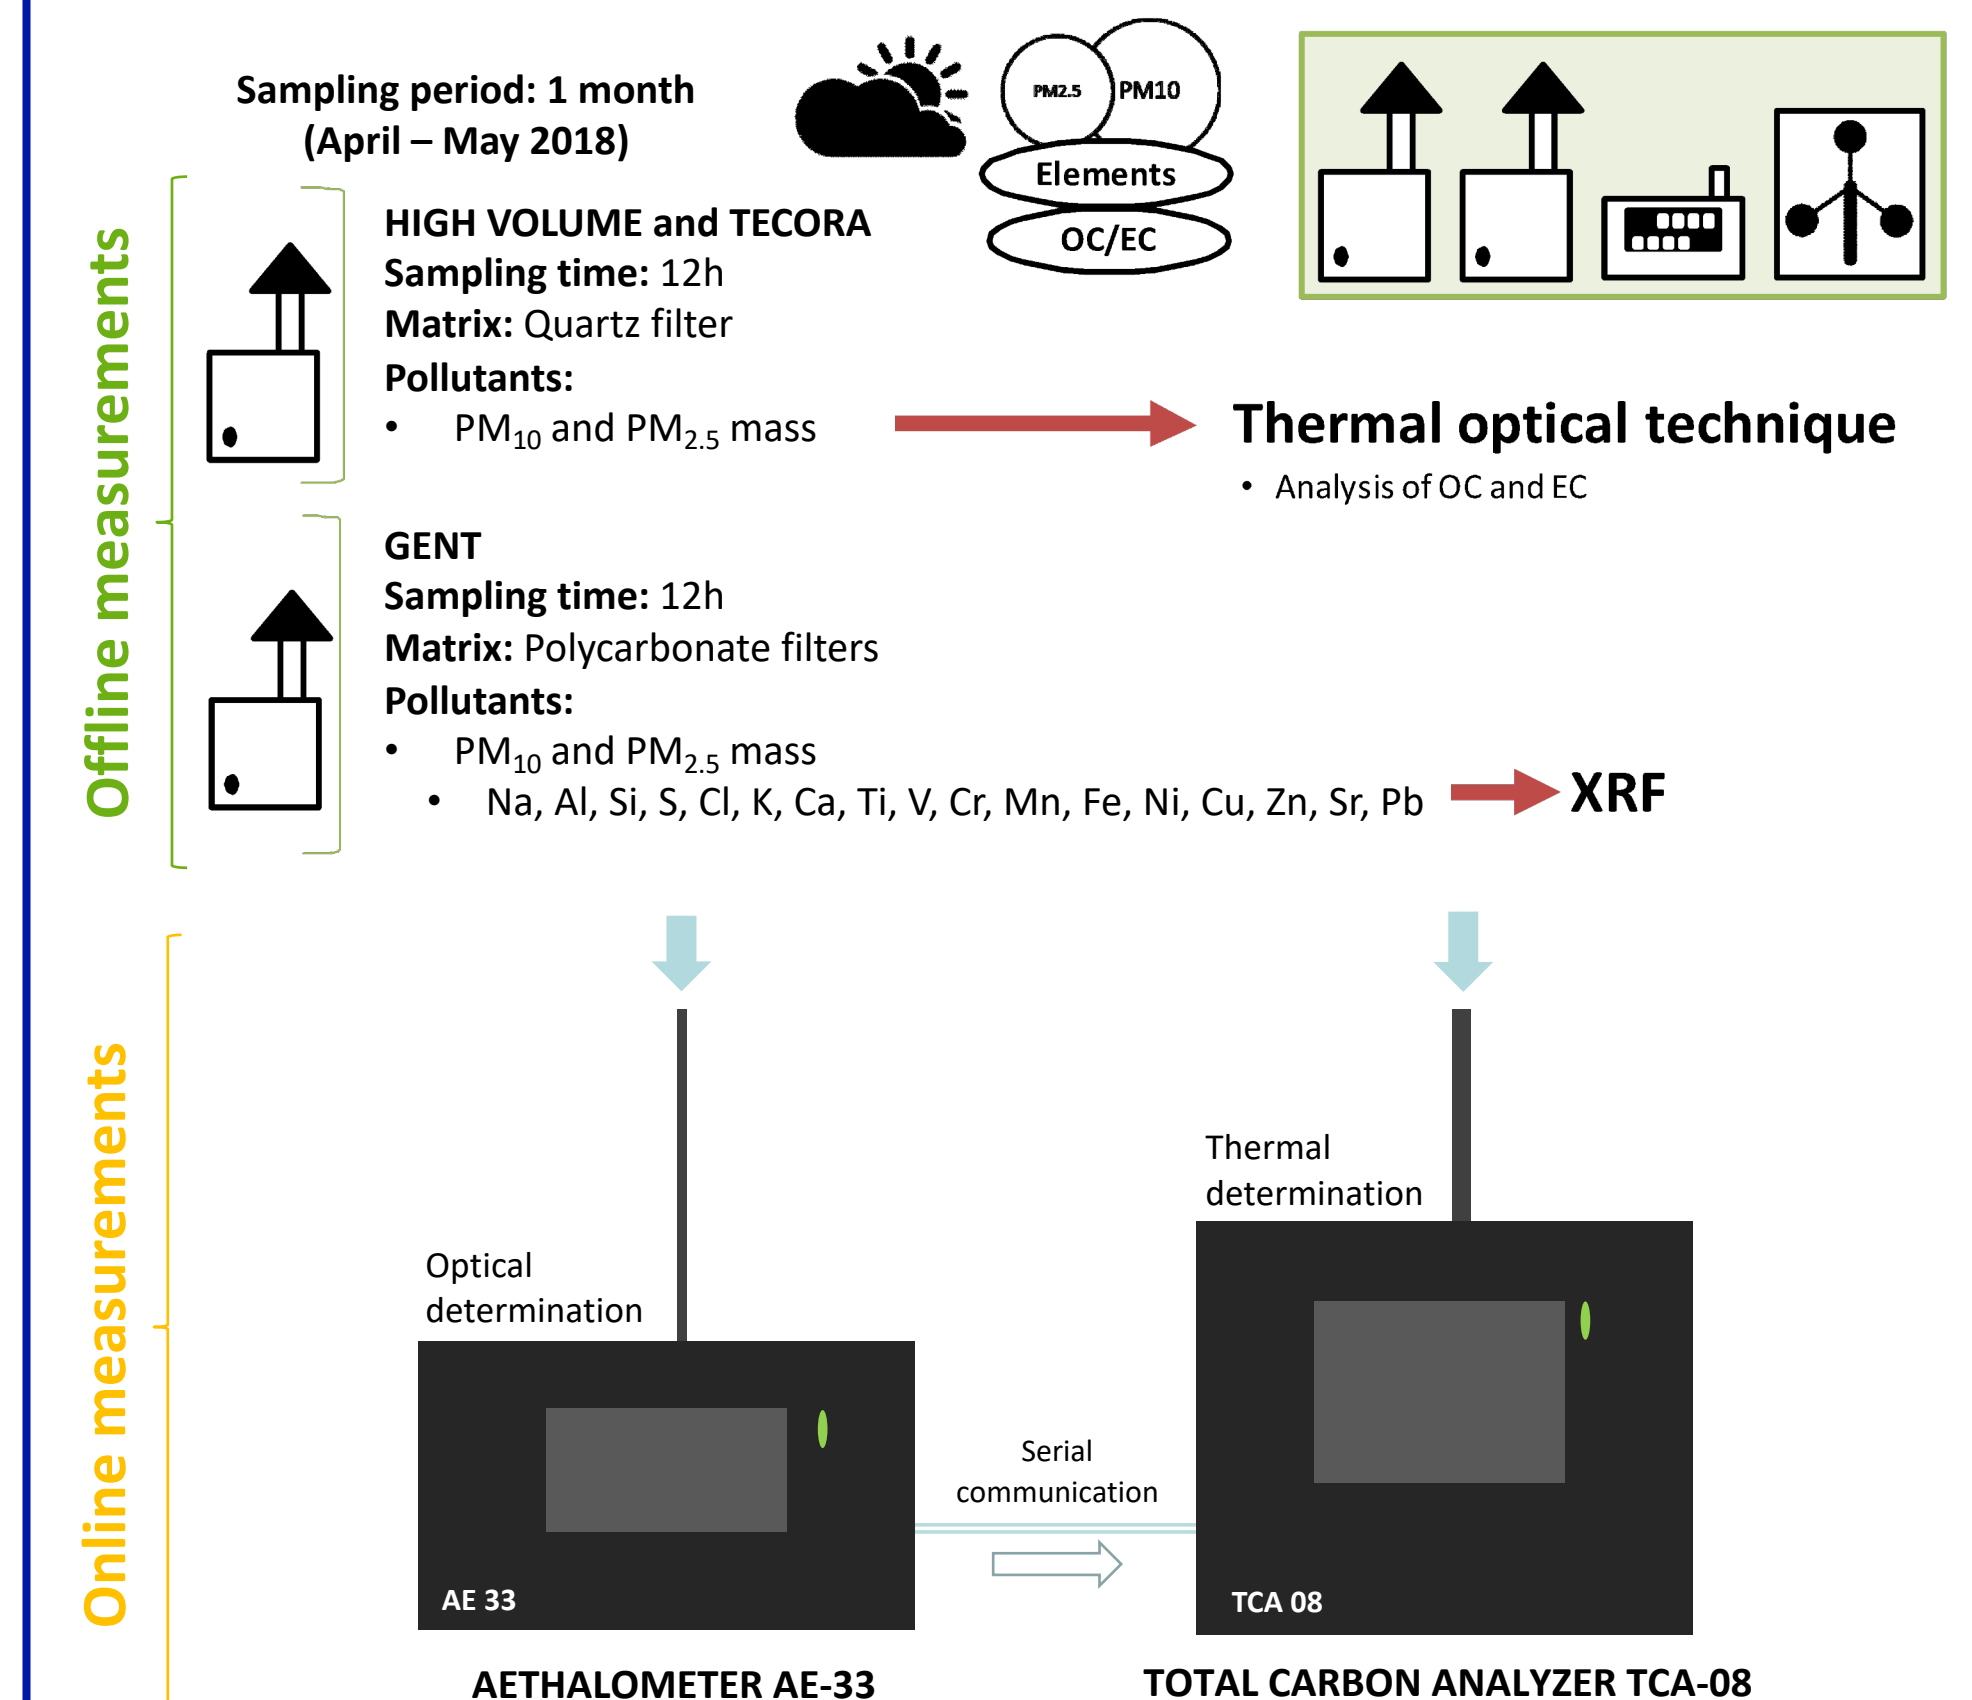 Sampling period: 1 month
(April – May 2018)
PM2.5
PM10
Elements
OC/EC
Offline measurements
HIGH VOLUME and TECORA
Sampling time: 12h
Matrix: Quartz filter
Pollutants:
• PM10 and PM2.5 mass
Thermal optical technique
• Analysis of OC and EC
GENT
Sampling time: 12h
Matrix: Polycarbonate filters
Pollutants:
• PM10 and PM2.5 mass
• Na, Al, Si, S, Cl, K, Ca, Ti, V, Cr, Mn, Fe, Ni, Cu, Zn, Sr, Pb
XRF
Online measurements
Optical
determination
Thermal
determination
Serial
communication
AE 33
TCA 08
AETHALOMETER AE-33
TOTAL CARBON ANALYZER TCA-08